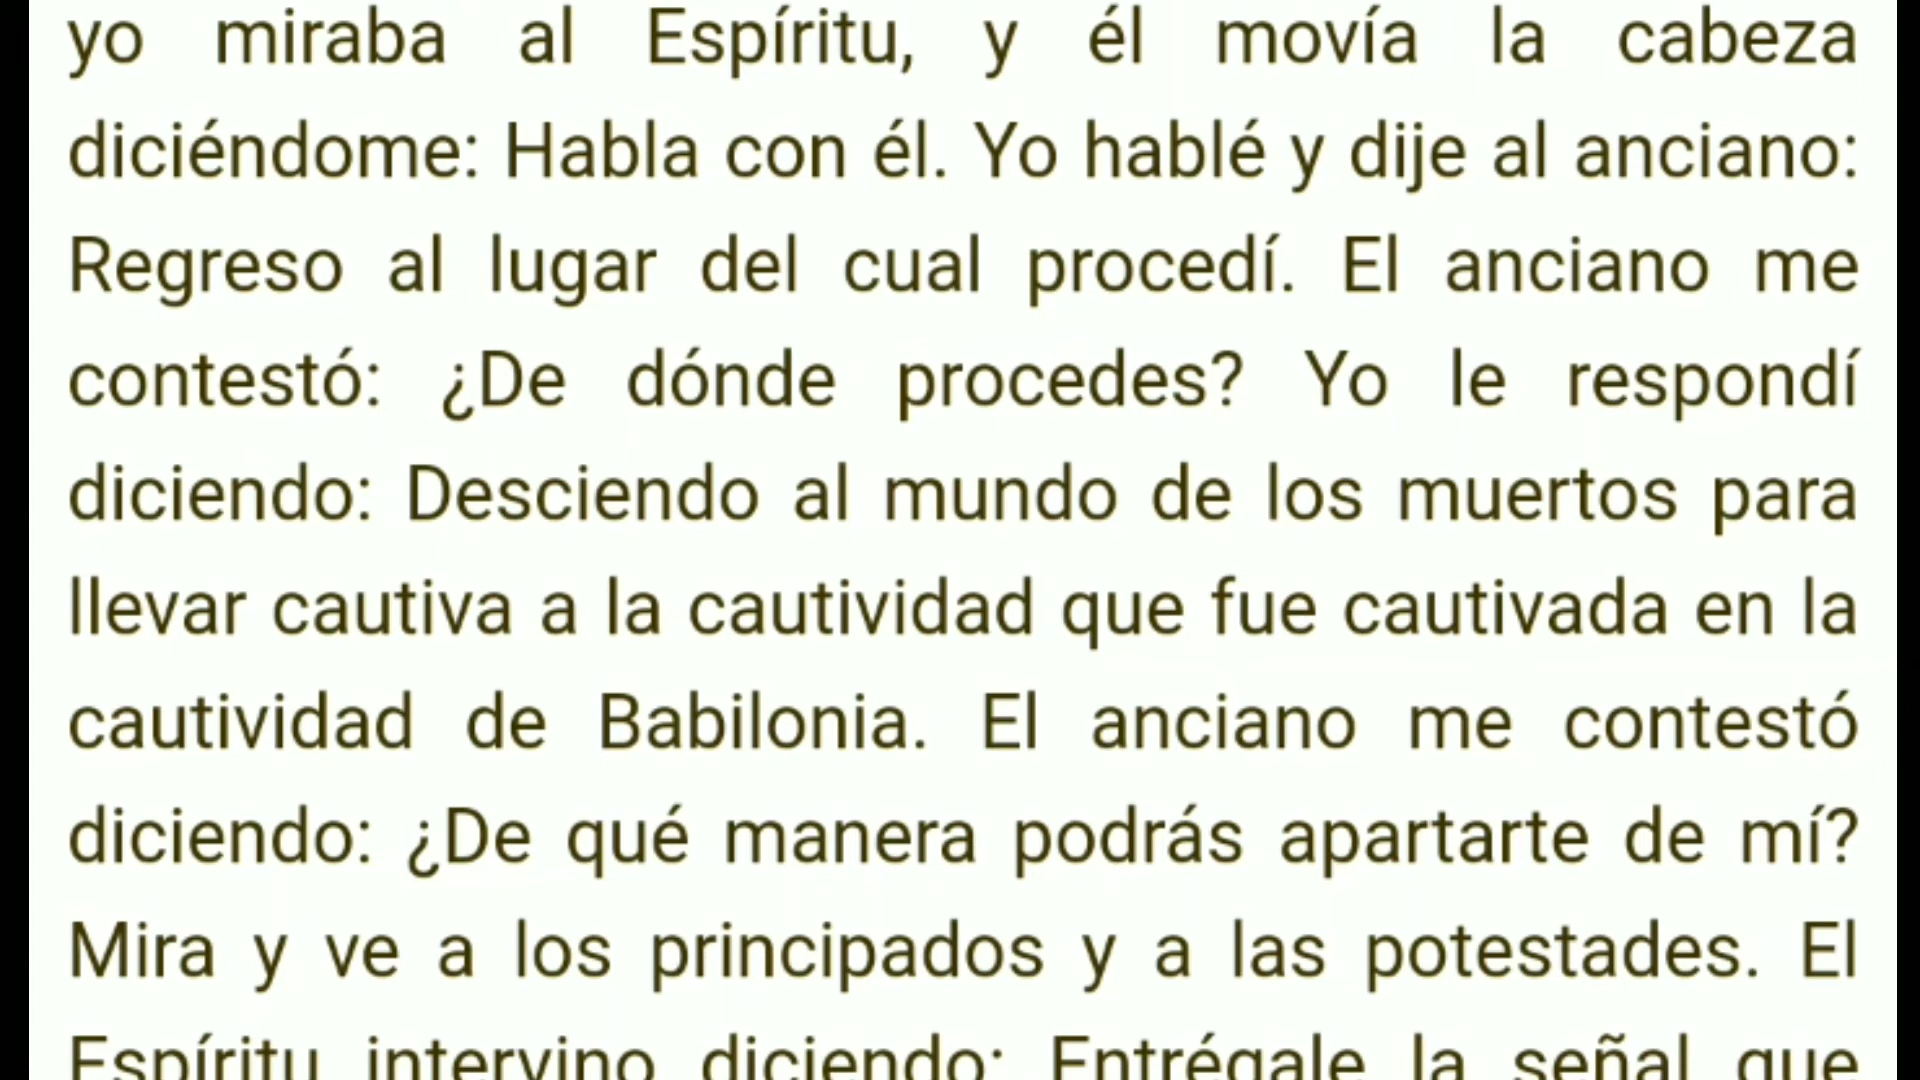 yo miraba al Espíritu, y él movía la cabeza
diciéndome: Habla con él. Yo hablé y dije al anciano:
Regreso al lugar del cual procedí. El anciano me
contestó: ¿De dónde procedes? Yo le respondí
diciendo: Desciendo al mundo de los muertos para
llevar cautiva a la cautividad que fue cautivada en la
cautividad de Babilonia. El anciano me contestó
diciendo: ¿De qué manera podrás apartarte de mí?
Mira y ve a los principados y a las potestades. El
Espíritu intervino diciendo: Entrégale la señal que